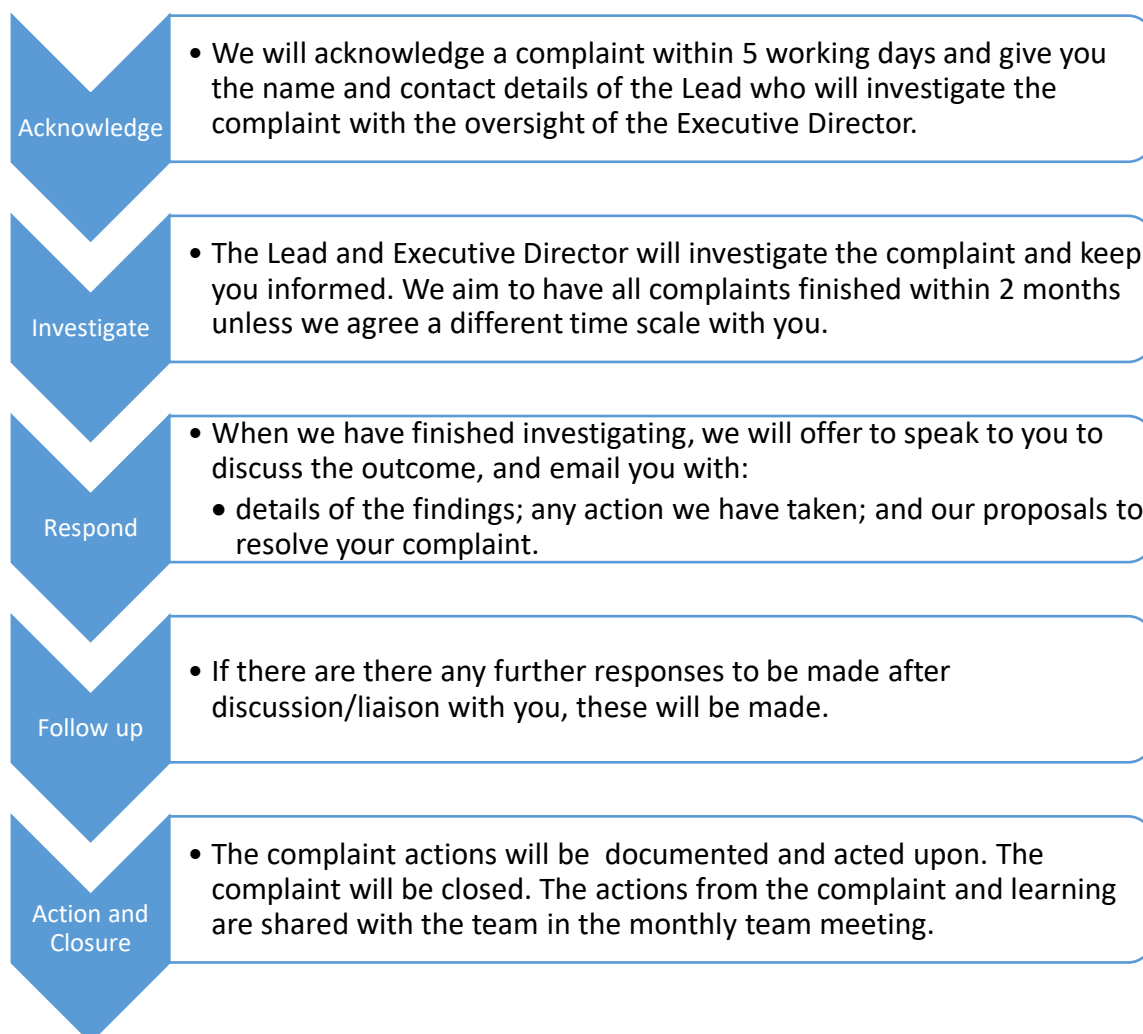 Acknowledge
• We will acknowledge a complaint within 5 working days and give you
the name and contact details of the Lead who will investigate the
complaint with the oversight of the Executive Director.
Investigate
• The Lead and Executive Director will investigate the complaint and keep
you informed. We aim to have all complaints finished within 2 months
unless we agree a different time scale with you.
Respond
• When we have finished investigating, we will offer to speak to you to
discuss the outcome, and email you with:
• details of the findings; any action we have taken; and our proposals to
resolve your complaint.
Follow up
• If there are there any further responses to be made after
discussion/liaison with you, these will be made.
Action and
Closure
• The complaint actions will be  documented and acted upon. The
complaint will be closed. The actions from the complaint and learning
are shared with the team in the monthly team meeting.